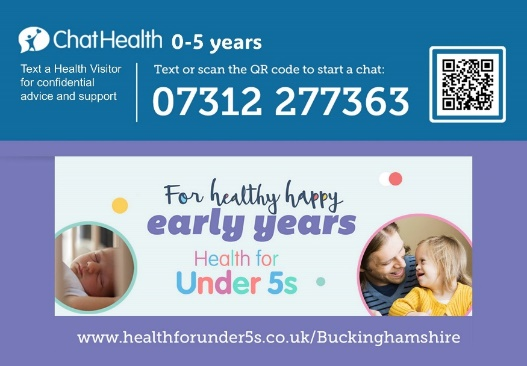 ChatHealth 0-5 years
Text a Health Visitor
for confidential
advice and support
Text or scan the QR code to start a chat:
07312 277363
For healthy happy
early years
Health for
Under 5s
www.healthforunder5s.co.uk/Buckinghamshire